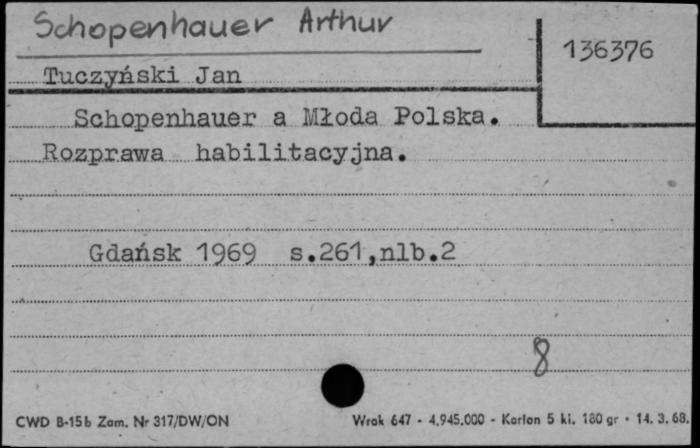 Schopenhauer Arthur
136376
Tuczyński Jan
Schopenhauer a Młoda Polska.
Rozprawa habilitacyjna.
Gdańsk 1969 s.261,nlb.2
8
CWD B-15b Zam. Nr 317/DW/ON
Wrak 647 - 4.945.000 - Karton 5 kl. 180 gr - 14. 3. 68.